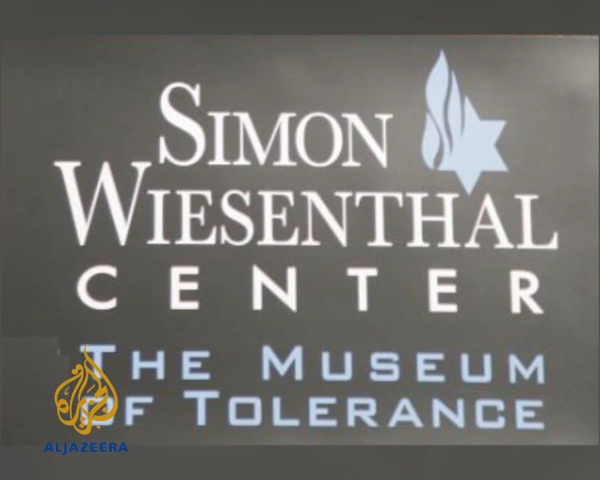 SIMON
WIESENTHAL
CENTER
THE MUSEUM
OF TOLERANCE
ALJAZEERA